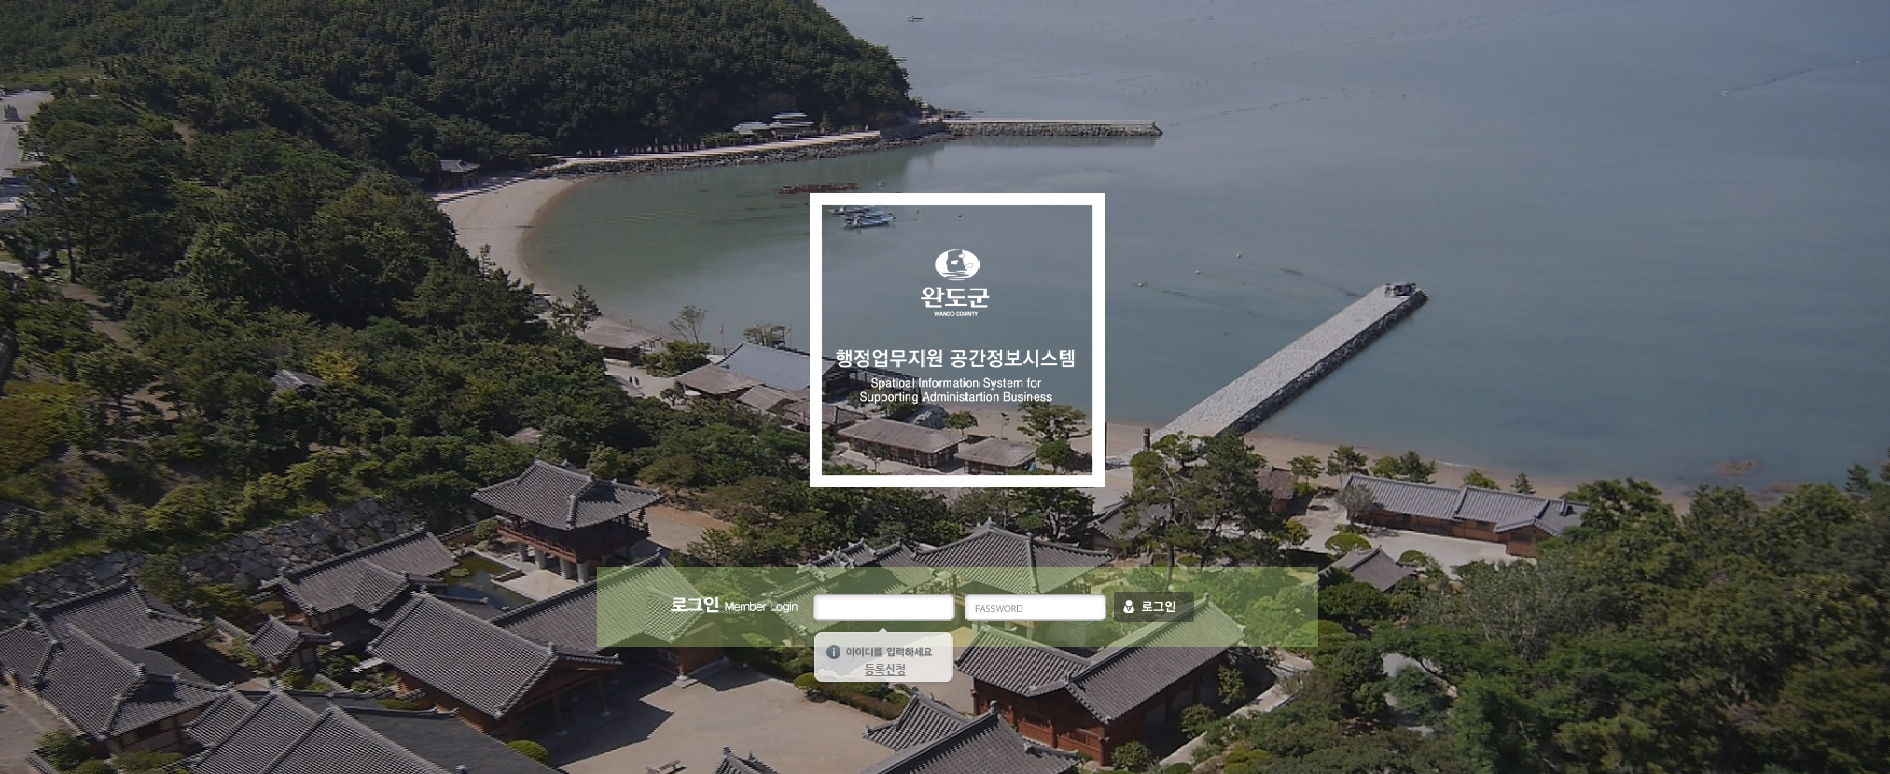 완도군
WANDO COUNTY
행정업무지원 공간정보시스템
Spatioal Information System for
Supporting Administartion Business
로그인 Member Login
PASSWORD
로그인
아이디를 입력하세요
등록신청